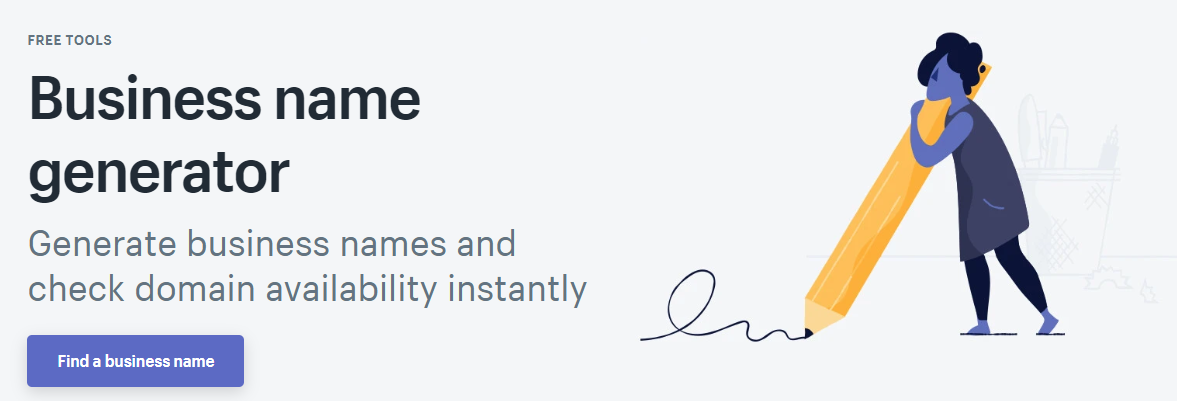 FREE TOOLS
Business name
generator
Generate business names and
check domain availability instantly
Find a business name